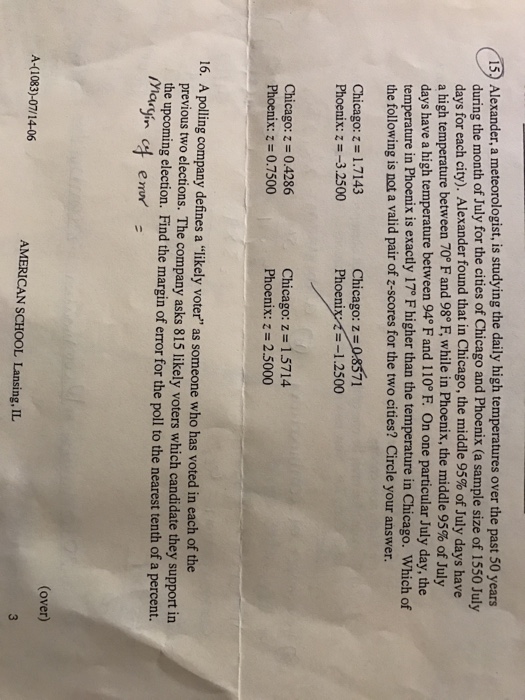 15. Alexander, a meteorologist, is studying the daily high temperatures over the past 50 years
during the month of July for the cities of Chicago and Phoenix (a sample size of 1550 July
days for each city). Alexander found that in Chicago, the middle 95% of July days have
a high temperature between 70° F and 98° F, while in Phoenix, the middle 95% of July
days have a high temperature between 94° F and 110° F. On one particular July day, the
temperature in Phoenix is exactly 17° F higher than the temperature in Chicago. Which of
the following is not a valid pair of z-scores for the two cities? Circle your answer.
Chicago: z = 1.7143 Chicago: z = 0.8571
Phoenix: z = -3.2500 Phoenix: z = -1.2500
Chicago: z = 0.4286 Chicago: z = 1.5714
Phoenix: z = 0.7500 Phoenix: z = 2.5000
16. A polling company defines a "likely voter" as someone who has voted in each of the
previous two elections. The company asks 815 likely voters which candidate they support in
the upcoming election. Find the margin of error for the poll to the nearest tenth of a percent.
Margin of error =
(over)
A-(1083)-07/14-06 AMERICAN SCHOOL Lansing, IL 3